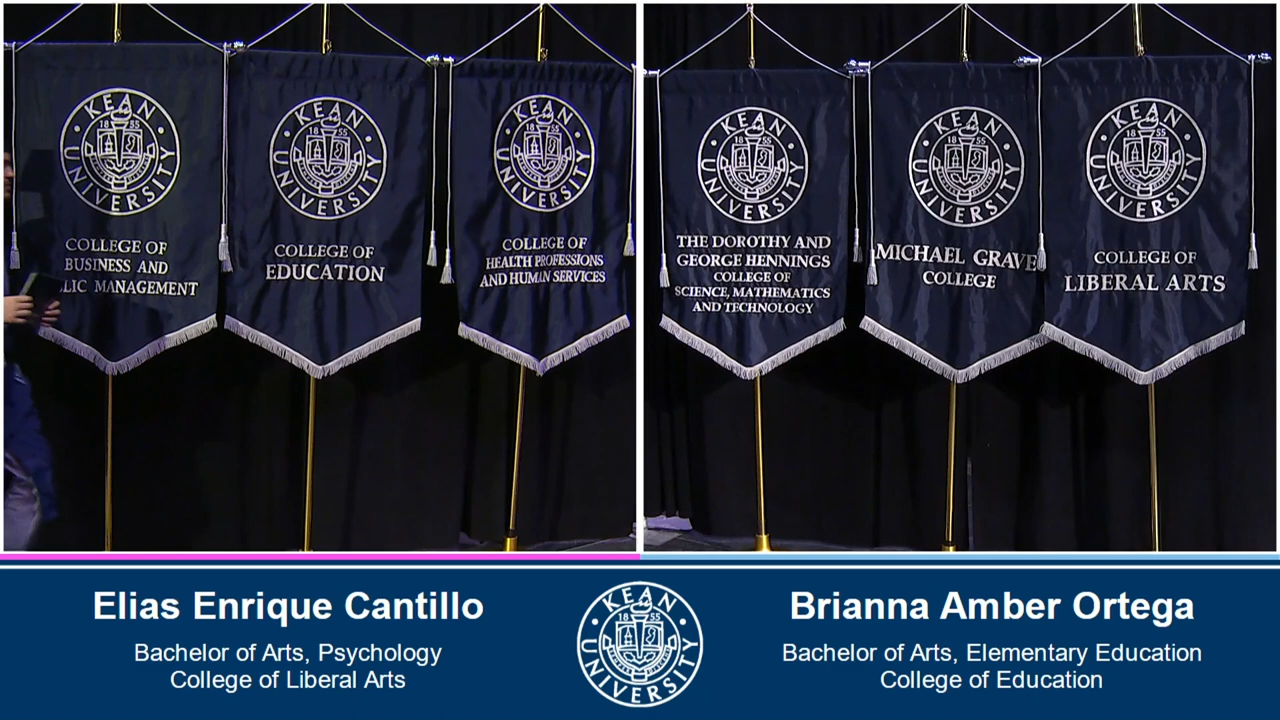 KEAN UNIVERSITY
1855
COLLEGE OF
BUSINESS AND
LIC MANAGEMENT
KEAN UNIVERSITY
1855
COLLEGE OF
EDUCATION
KEAN UNIVERSITY
1855
COLLEGE OF
HEALTH PROFESSIONS
AND HUMAN SERVICES
KEAN UNIVERSITY
1855
THE DOROTHY AND
GEORGE HENNINGS
COLLEGE OF
SCIENCE, MATHEMATICS
AND TECHNOLOGY
KEAN UNIVERSITY
1855
MICHAEL GRAVE
COLLEGE
KEAN UNIVERSITY
1855
COLLEGE OF
LIBERAL ARTS
Elias Enrique Cantillo
Bachelor of Arts, Psychology
College of Liberal Arts
KEAN UNIVERSITY
1855
Brianna Amber Ortega
Bachelor of Arts, Elementary Education
College of Education